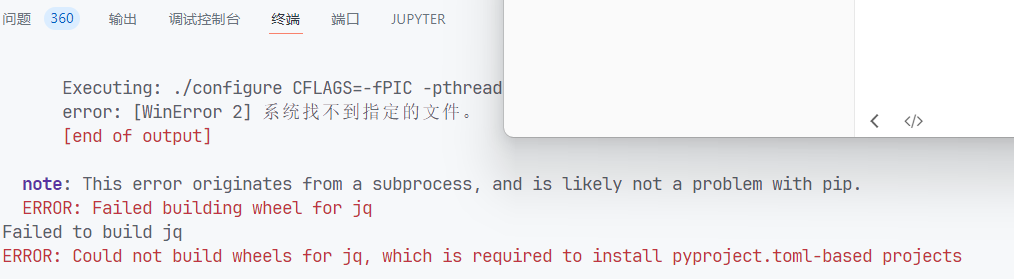 问题 360 输出 调试控制台 终端 端口 JUPYTER
Executing: ./configure CFLAGS=-fPIC -pthread
error: [WinError 2] 系统找不到指定的文件。
[end of output]
note: This error originates from a subprocess, and is likely not a problem with pip.
ERROR: Failed building wheel for jq
Failed to build jq
ERROR: Could not build wheels for jq, which is required to install pyproject.toml-based projects